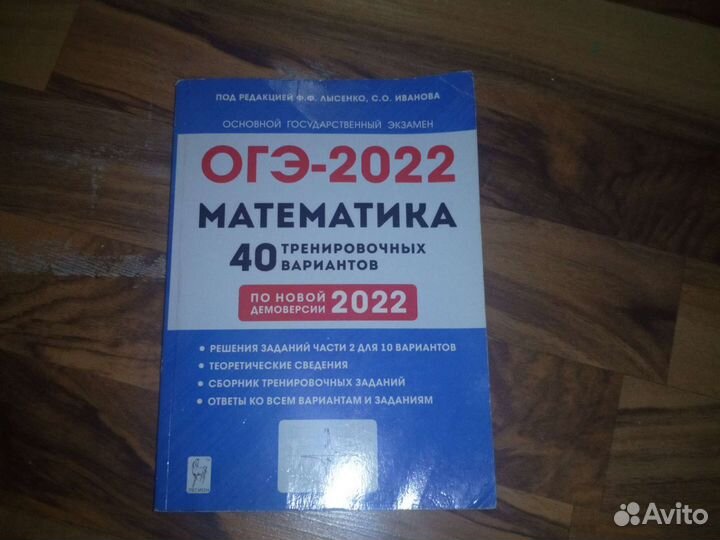 ПОД РЕДАКЦИЕЙ Ф.Ф. ЛЫСЕНКО, С.О. ИВАНОВА
ОСНОВНОЙ ГОСУДАРСТВЕННЫЙ ЭКЗАМЕН
ОГЭ-2022
МАТЕМАТИКА
40 ТРЕНИРОВОЧНЫХ
ВАРИАНТОВ
ПО НОВОЙ
ДЕМОВЕРСИИ 2022
• РЕШЕНИЯ ЗАДАНИЙ ЧАСТИ 2 ДЛЯ 10 ВАРИАНТОВ
• ТЕОРЕТИЧЕСКИЕ СВЕДЕНИЯ
• СБОРНИК ТРЕНИРОВОЧНЫХ ЗАДАНИЙ
• ОТВЕТЫ КО ВСЕМ ВАРИАНТАМ И ЗАДАНИЯМ
ЛЕГИОН
Avito